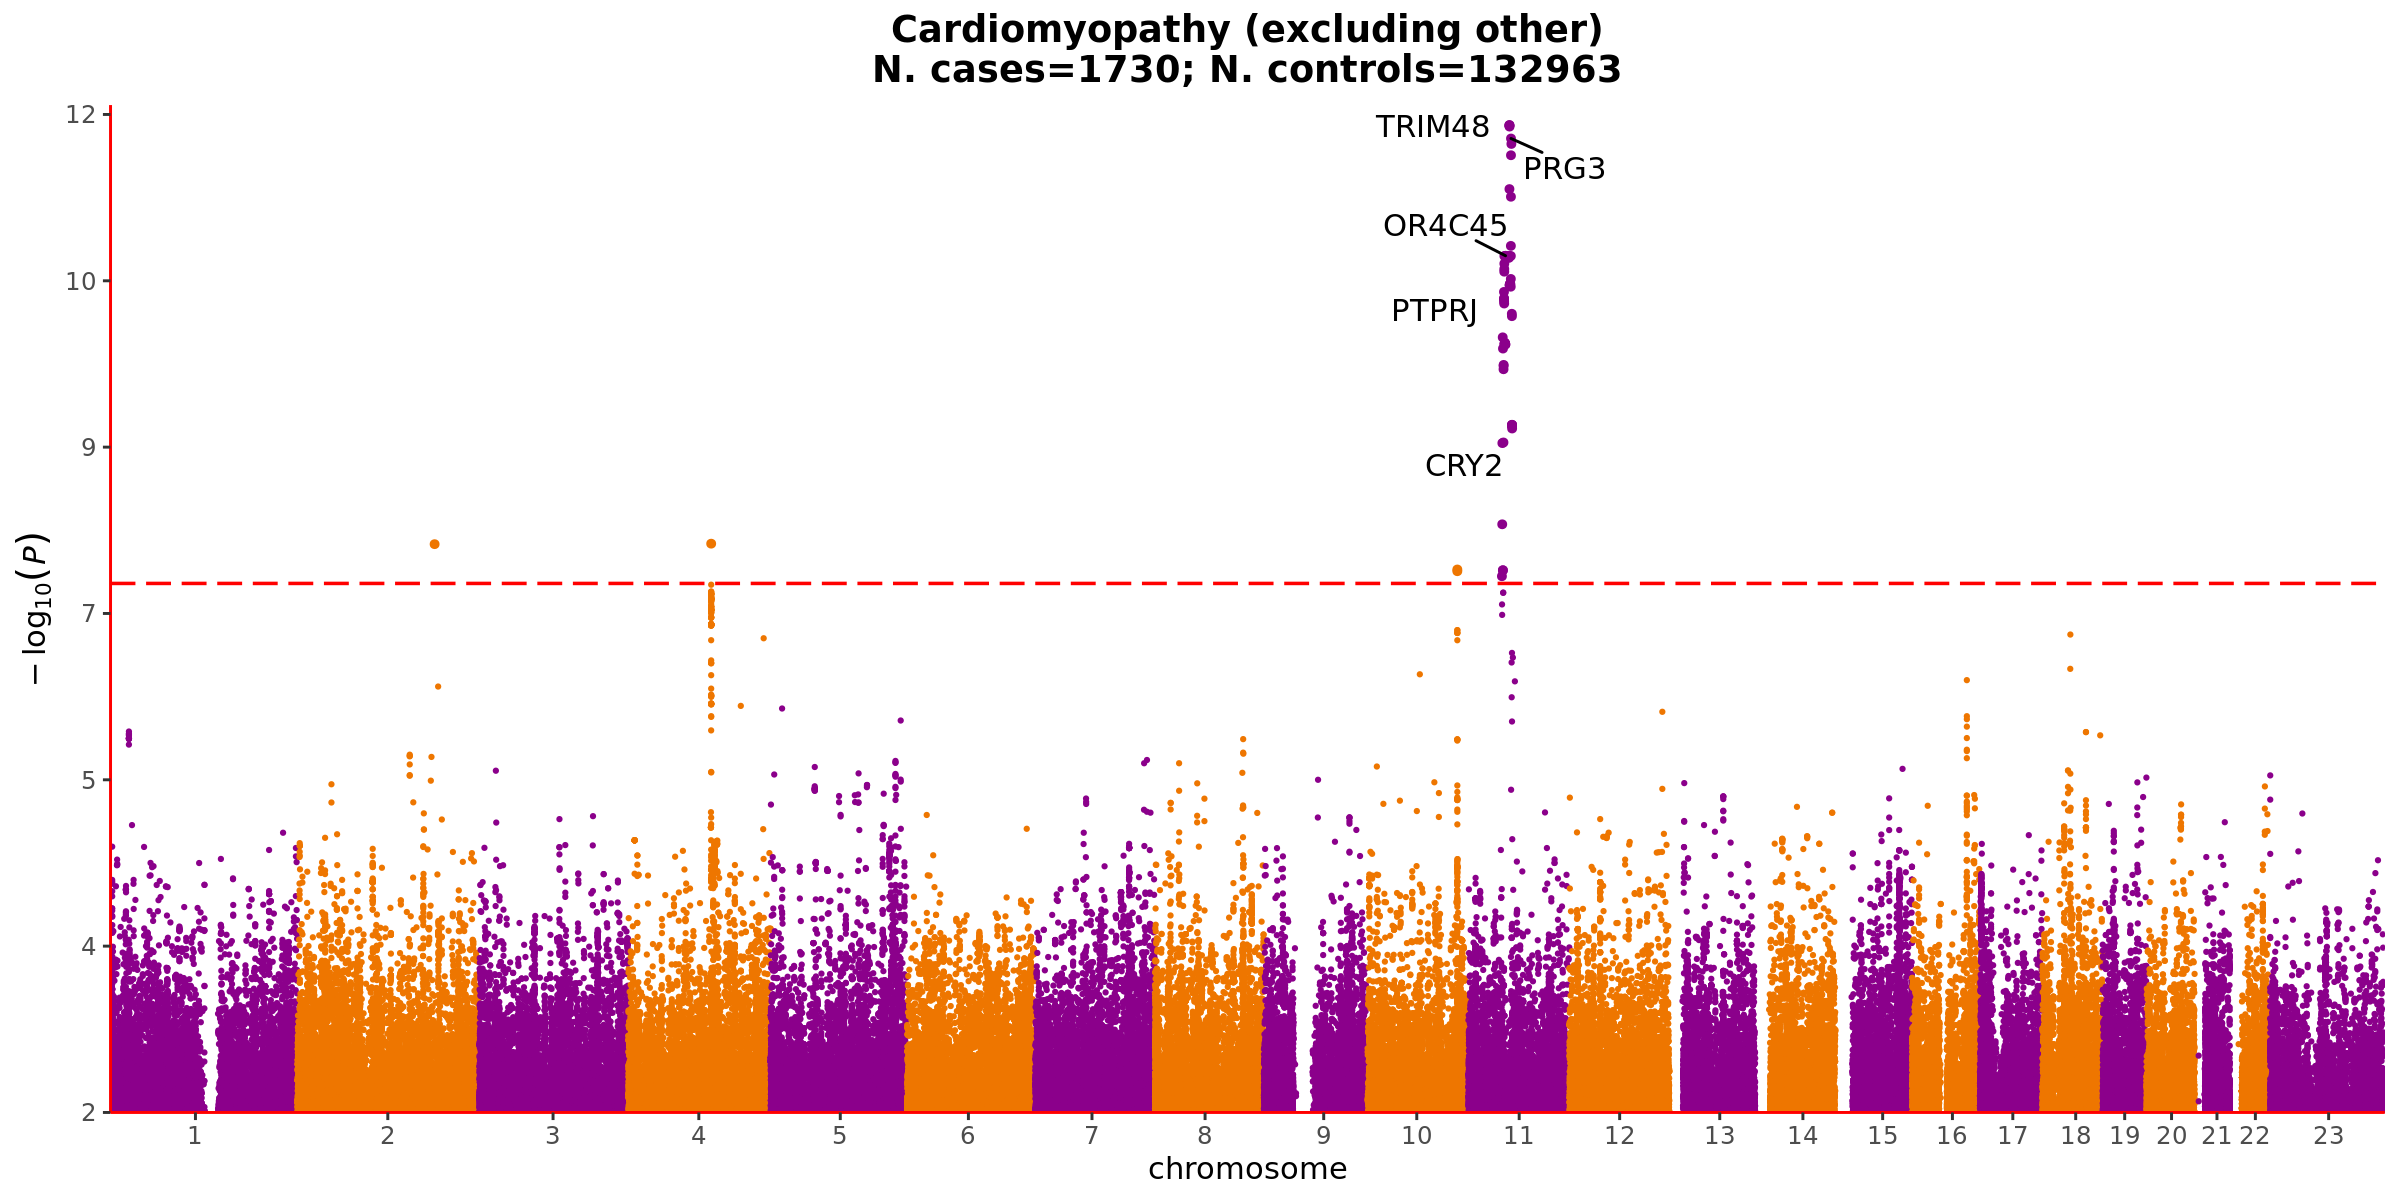 Cardiomyopathy (excluding other)
N. cases=1730; N. controls=132963
12
TRIM48
PRG3
OR4C45
10
PTPRJ
9
CRY2
− log10( P)
7
5
4
2
1 2 3 4 5 6 7 8 9 10 11 12 13 14 15 16 17 18 19 20 21 22 23
chromosome